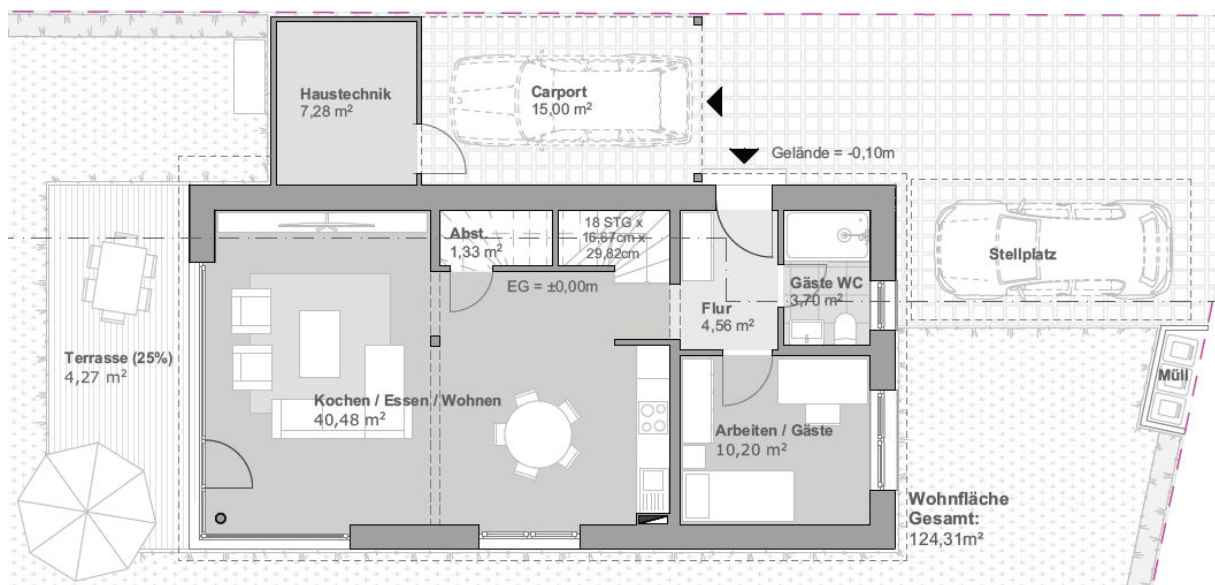 Haustechnik
7,28 m²
Carport
15,00 m²
Gelände = -0,10m
Abst.
1,33 m²
18 STG x
16,67cm x
29,82cm
EG = ±0,00m
Flur
4,56 m²
Gäste WC
3,70 m²
Stellplatz
Terrasse (25%)
4,27 m²
Kochen / Essen / Wohnen
40,48 m²
Arbeiten / Gäste
10,20 m²
Müll
Wohnfläche
Gesamt:
124,31m²